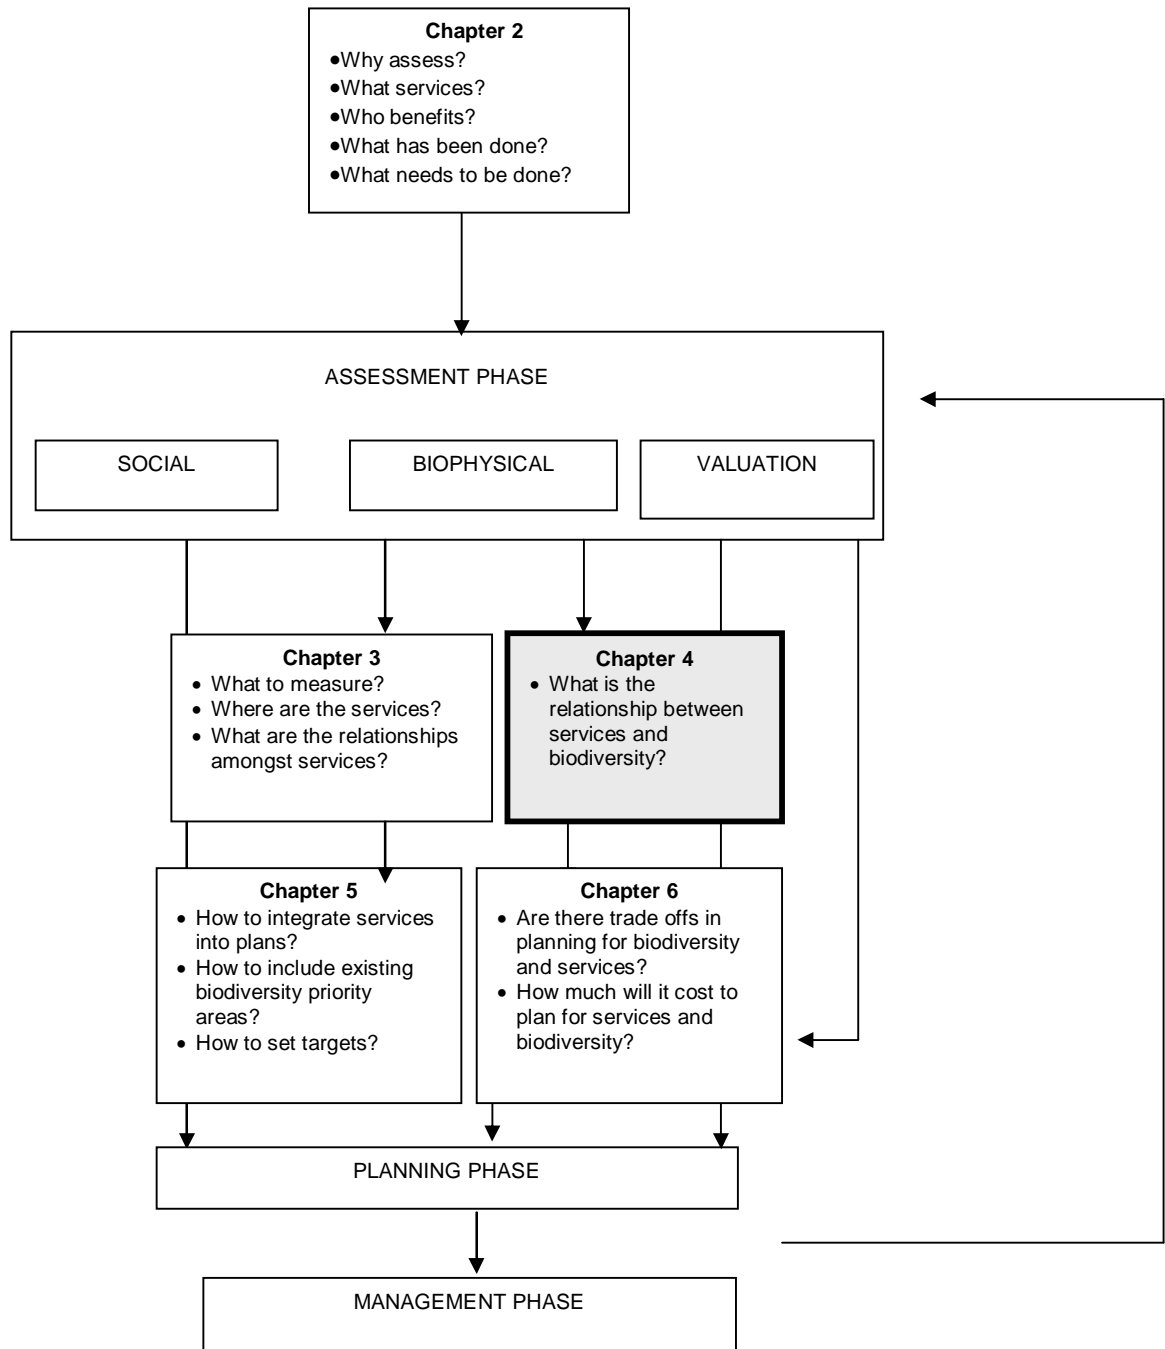 Chapter 2
•Why assess?
•What services?
•Who benefits?
•What has been done?
•What needs to be done?
ASSESSMENT PHASE
SOCIAL
BIOPHYSICAL
VALUATION
Chapter 3
• What to measure?
• Where are the services?
• What are the relationships
amongst services?
Chapter 4
• What is the
relationship between
services and
biodiversity?
Chapter 5
• How to integrate services
into plans?
• How to include existing
biodiversity priority
areas?
• How to set targets?
Chapter 6
• Are there trade offs in
planning for biodiversity
and services?
• How much will it cost to
plan for services and
biodiversity?
PLANNING PHASE
MANAGEMENT PHASE